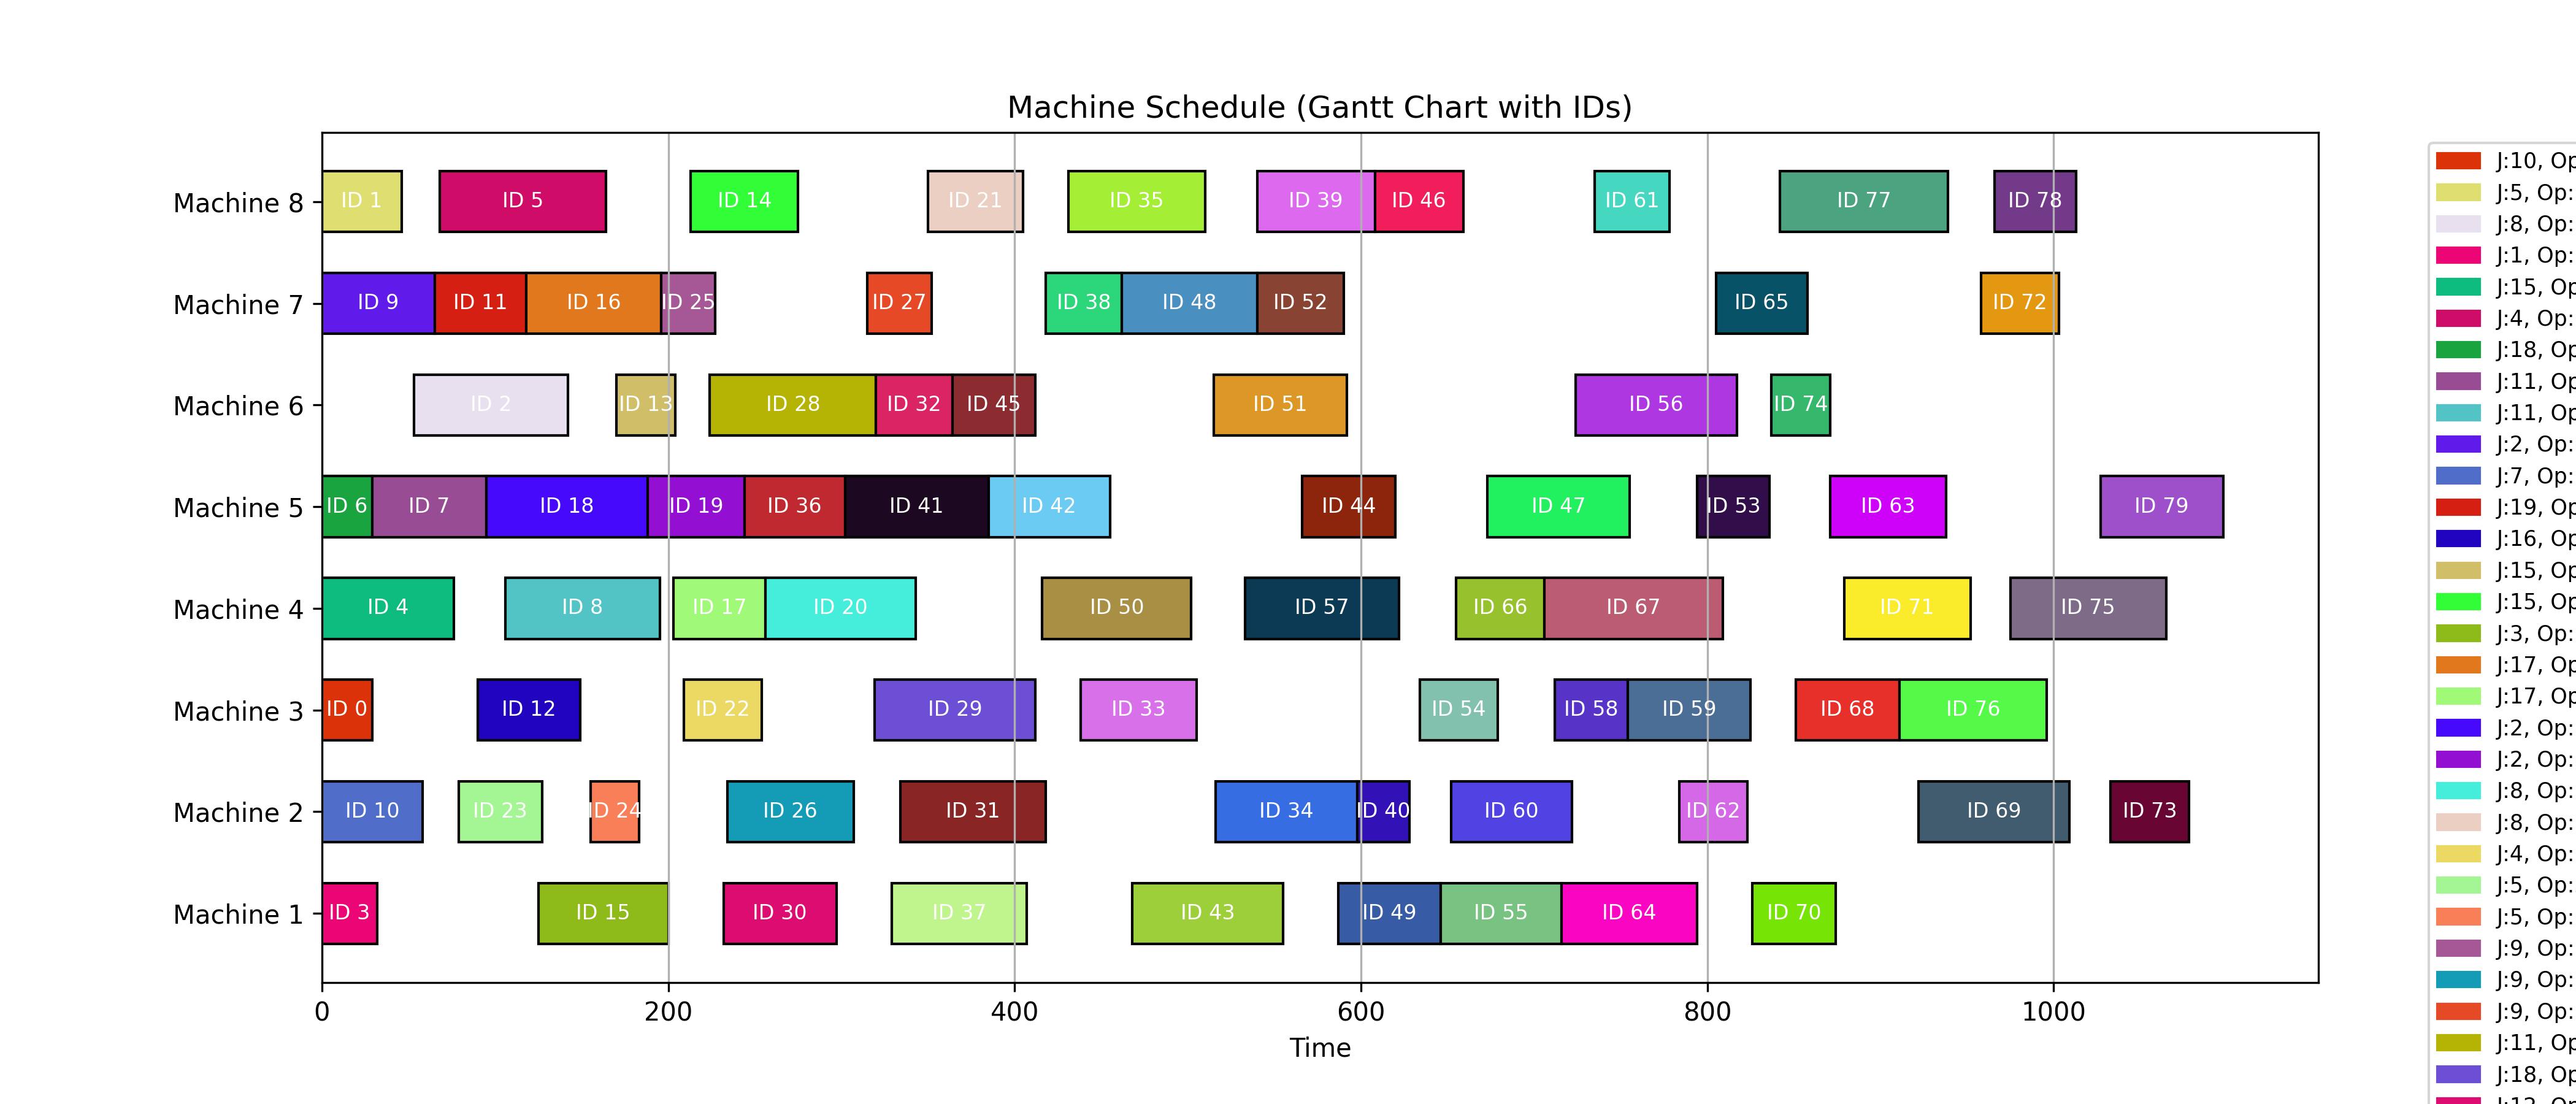 Machine Schedule (Gantt Chart with IDs)
Machine 8
ID 1 ID 5 ID 14 ID 21 ID 35 ID 39 ID 46 ID 61 ID 77 ID 78
Machine 7
ID 9 ID 11 ID 16 ID 25 ID 27 ID 38 ID 48 ID 52 ID 65 ID 72
Machine 6
ID 2 ID 13 ID 28 ID 32 ID 45 ID 51 ID 56 ID 74
Machine 5
ID 6 ID 7 ID 18 ID 19 ID 36 ID 41 ID 42 ID 44 ID 47 ID 53 ID 63 ID 79
Machine 4
ID 4 ID 8 ID 17 ID 20 ID 50 ID 57 ID 66 ID 67 ID 71 ID 75
Machine 3
ID 0 ID 12 ID 22 ID 29 ID 33 ID 54 ID 58 ID 59 ID 68 ID 76
Machine 2
ID 10 ID 23 ID 24 ID 26 ID 31 ID 34 ID 40 ID 60 ID 62 ID 69 ID 73
Machine 1
ID 3 ID 15 ID 30 ID 37 ID 43 ID 49 ID 55 ID 64 ID 70
0 200 400 600 800 1000
Time
J:10, Op
J:5, Op:
J:8, Op:
J:1, Op:
J:15, Op
J:4, Op:
J:18, Op
J:11, Op
J:11, Op
J:2, Op:
J:7, Op:
J:19, Op
J:16, Op
J:15, Op
J:15, Op
J:3, Op:
J:17, Op
J:17, Op
J:2, Op:
J:2, Op:
J:8, Op:
J:8, Op:
J:4, Op:
J:5, Op:
J:5, Op:
J:9, Op:
J:9, Op:
J:9, Op:
J:11, Op
J:18, Op